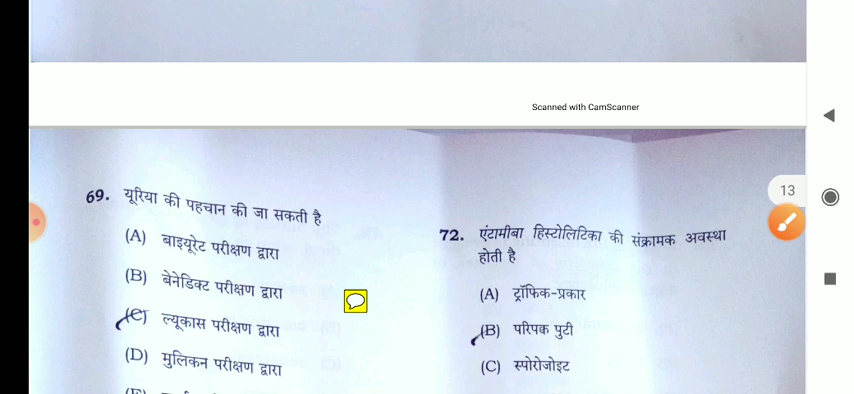 Scanned with CamScanner
13
69. यूरिया की पहचान की जा सकती है
(A) बाइयूरेट परीक्षण द्वारा
(B) बेनेडिक्ट परीक्षण द्वारा
(C) ल्यूकास परीक्षण द्वारा
(D) मुलिकन परीक्षण द्वारा
72. एंटामीबा हिस्टोलिटिका की संक्रामक अवस्था
होती है
(A) ट्रॉफिक-प्रकार
(B) परिपक्व पुटी
(C) स्पोरोजोइट